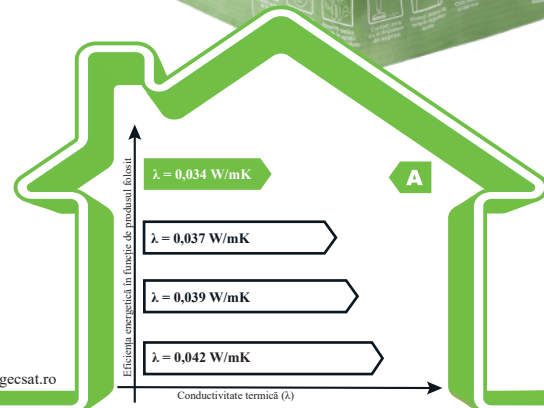 λ = 0,034 W/mK
A
λ = 0,037 W/mK
λ = 0,039 W/mK
λ = 0,042 W/mK
Eficiența energetică în funcție de produsul folosit
Conductivitate termică (λ)
gecsat.ro